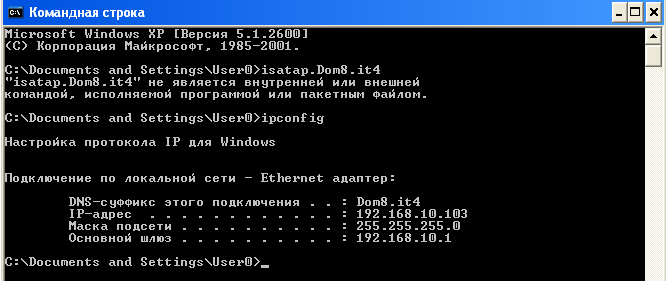 Командная строка
Microsoft Windows XP [Версия 5.1.2600]
(C) Корпорация Майкрософт, 1985-2001.
C:\Documents and Settings\User0>isatap.Dom8.it4
"isatap.Dom8.it4" не является внутренней или внешней
командой, исполняемой программой или пакетным файлом.
C:\Documents and Settings\User0>ipconfig
Настройка протокола IP для Windows
Подключение по локальной сети - Ethernet адаптер:
DNS-суффикс этого подключения . . : Dom8.it4
IP-адрес . . . . . . . . . . . . : 192.168.10.103
Маска подсети . . . . . . . . . . : 255.255.255.0
Основной шлюз . . . . . . . . . . : 192.168.10.1
C:\Documents and Settings\User0>_